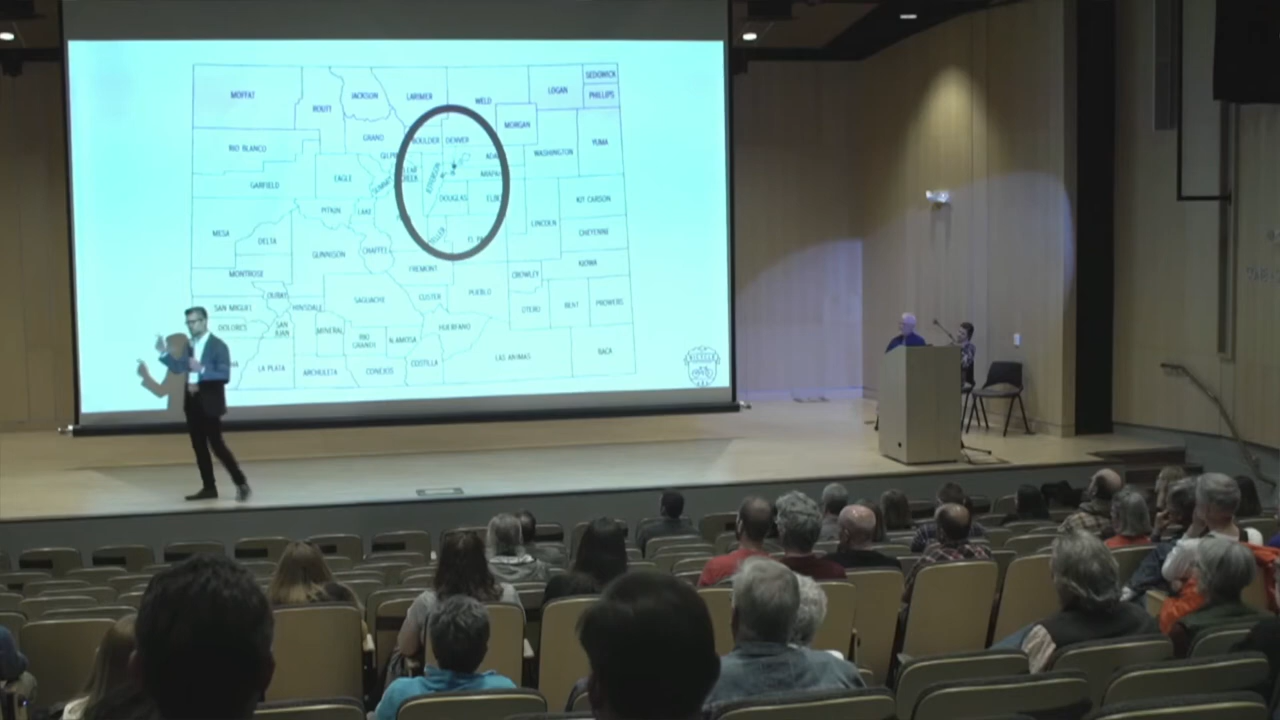 SEDGWICK
MOFFAT
ROUTT
JACKSON
LARIMER
WELD
LOGAN
PHILLIPS
MORGAN
GRAND
BOULDER
DENVER
YUMA
RIO BLANCO
WASHINGTON
GARFIELD
EAGLE
JEFFERSON
DOUGLAS
KIT CARSON
PITKIN
LAKE
LINCOLN
MESA
DELTA
GUNNISON
CHAFFEE
CHEYENNE
MONTROSE
FREMONT
CROWLEY
KIOWA
OURAY
SAGUACHE
CUSTER
PUEBLO
OTERO
BENT
PROWERS
SAN MIGUEL
HINSDALE
DOLORES
SAN
JUAN
MINERAL
RIO
GRANDE
ALAMOSA
HUERFANO
LA PLATA
ARCHULETA
CONEJOS
COSTILLA
LAS ANIMAS
BACA